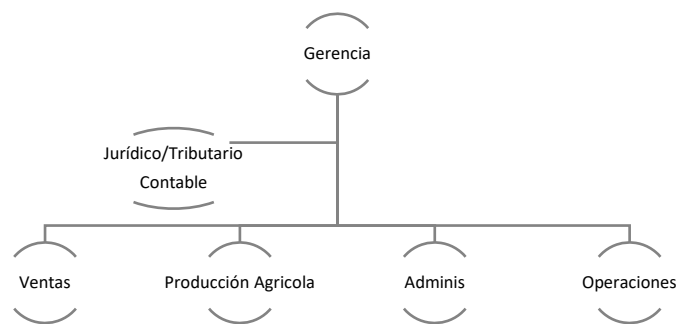 Gerencia
Jurídico/Tributario
Contable
Ventas
Producción Agricola
Adminis
Operaciones